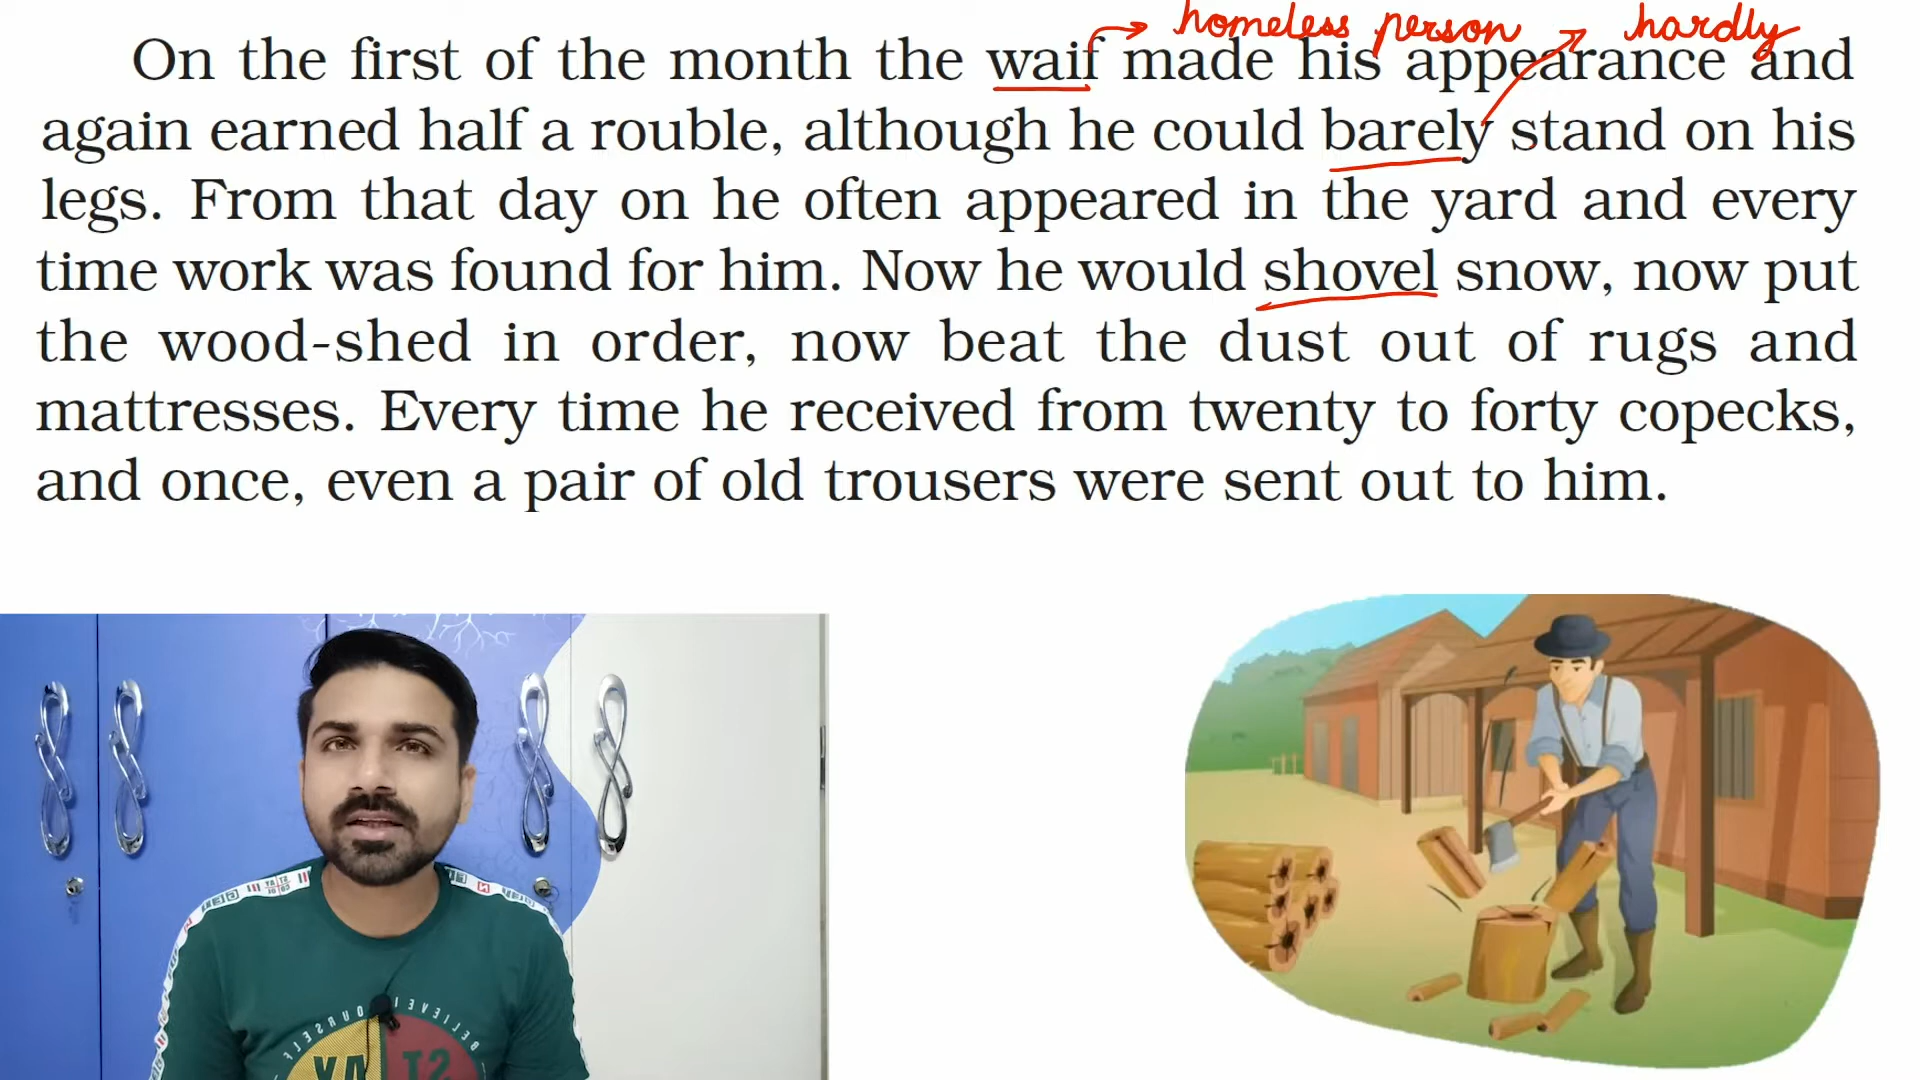 homeless person hardly
On the first of the month the waif made his appearance and
again earned half a rouble, although he could barely stand on his
legs. From that day on he often appeared in the yard and every
time work was found for him. Now he would shovel snow, now put
the wood-shed in order, now beat the dust out of rugs and
mattresses. Every time he received from twenty to forty copecks,
and once, even a pair of old trousers were sent out to him.
BELIEVE I
OURSELF
ST AY